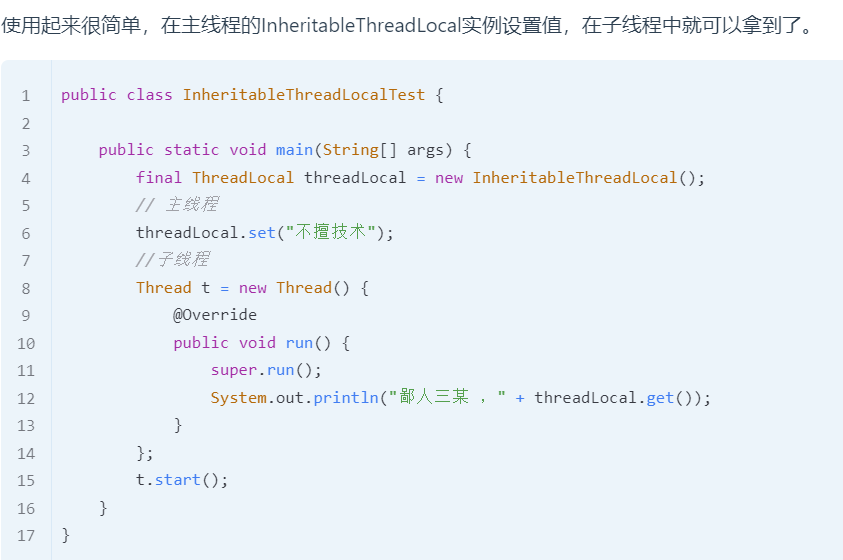 使用起来很简单，在主线程的InheritableThreadLocal实例设置值，在子线程中就可以拿到了。
1 public class InheritableThreadLocalTest {
2
3     public static void main(String[] args) {
4         final ThreadLocal threadLocal = new InheritableThreadLocal();
5         // 主线程
6         threadLocal.set("不擅技术");
7         //子线程
8         Thread t = new Thread() {
9             @Override
10             public void run() {
11                 super.run();
12                 System.out.println("鄙人三某 ，" + threadLocal.get());
13             }
14         };
15         t.start();
16     }
17 }